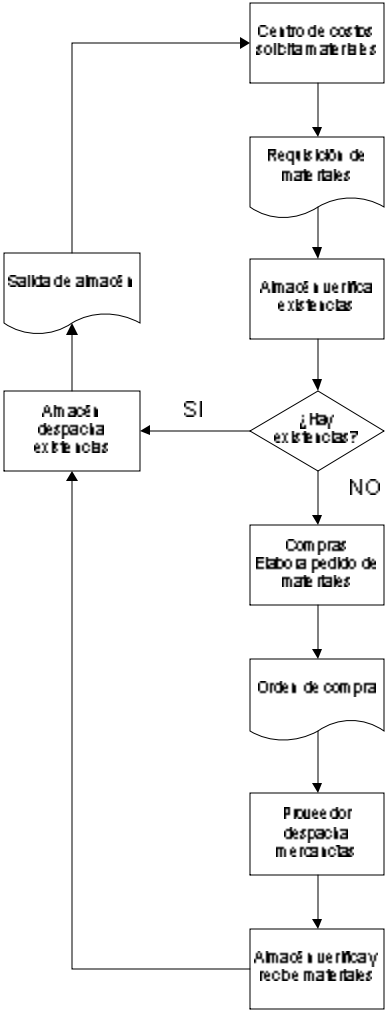 Centro de costos
solicita materiales
Requisición de
materiales
Salida de almacén
Almacén verifica
existencias
Almacén
despacha
existencias
SI
¿Hay
existencias?
NO
Compras
Elabora pedido de
materiales
Orden de compra
Proveedor
despacha
mercancías
Almacén verifica y
recibe materiales